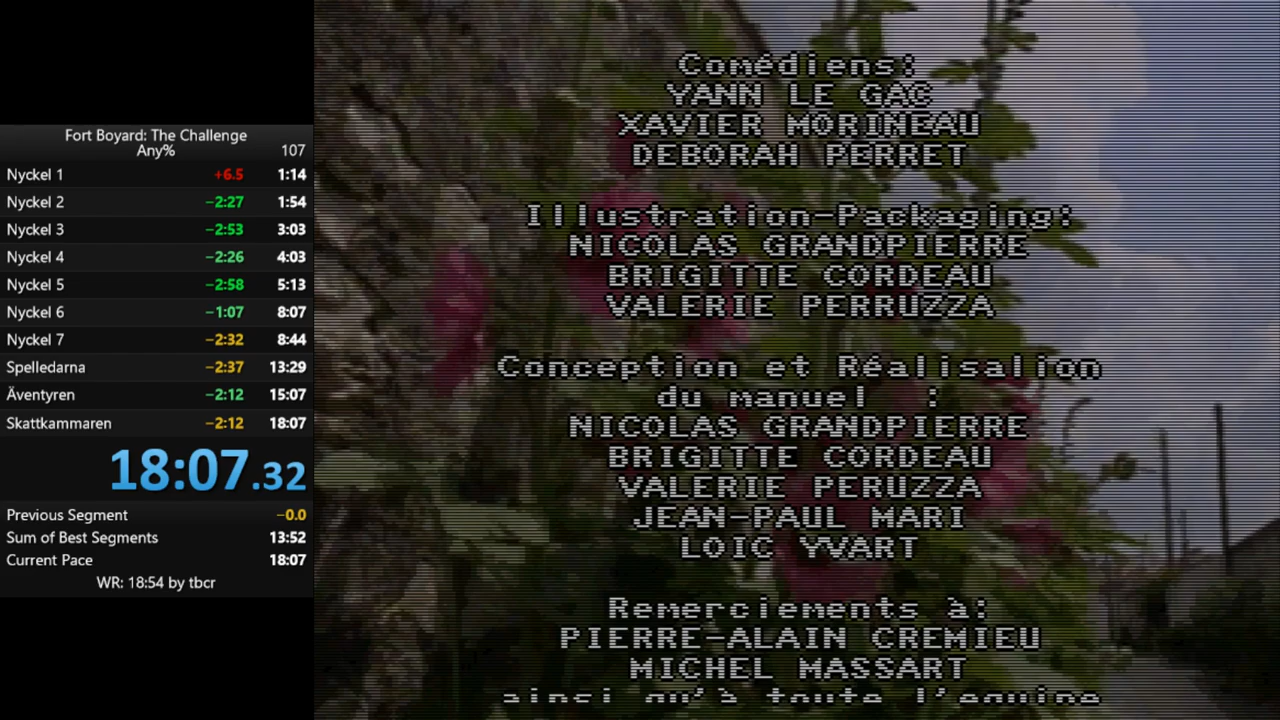 Fort Boyard: The Challenge
Any% 107
Nyckel 1 +6.5 1:14
Nyckel 2 −2:27 1:54
Nyckel 3 −2:53 3:03
Nyckel 4 −2:26 4:03
Nyckel 5 −2:58 5:13
Nyckel 6 −1:07 8:07
Nyckel 7 −2:32 8:44
Spelledarna −2:37 13:29
Äventyren −2:12 15:07
Skattkammaren −2:12 18:07
18:07.32
Previous Segment −0.0
Sum of Best Segments 13:52
Current Pace 18:07
WR: 18:54 by tbcr
Comédiens:
YANN LE GAC
XAVIER MORINEAU
DEBORAH PERRET
Illustration-Packaging:
NICOLAS GRANDPIERRE
BRIGITTE CORDEAU
VALERIE PERRUZZA
Conception et Réalisalion
du manuel :
NICOLAS GRANDPIERRE
BRIGITTE CORDEAU
VALERIE PERUZZA
JEAN-PAUL MARI
LOIC YVART
Remerciements à:
PIERRE-ALAIN CREMIEU
MICHEL MASSART
ainsi qu'à toute l'equipe